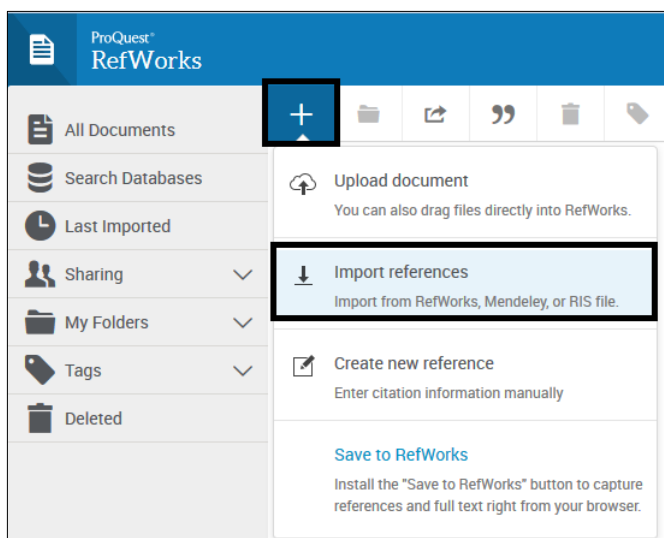 ProQuest®
RefWorks
All Documents
Search Databases
Last Imported
Sharing
My Folders
Tags
Deleted
Upload document
You can also drag files directly into RefWorks.
Import references
Import from RefWorks, Mendeley, or RIS file.
Create new reference
Enter citation information manually
Save to RefWorks
Install the "Save to RefWorks" button to capture
references and full text right from your browser.